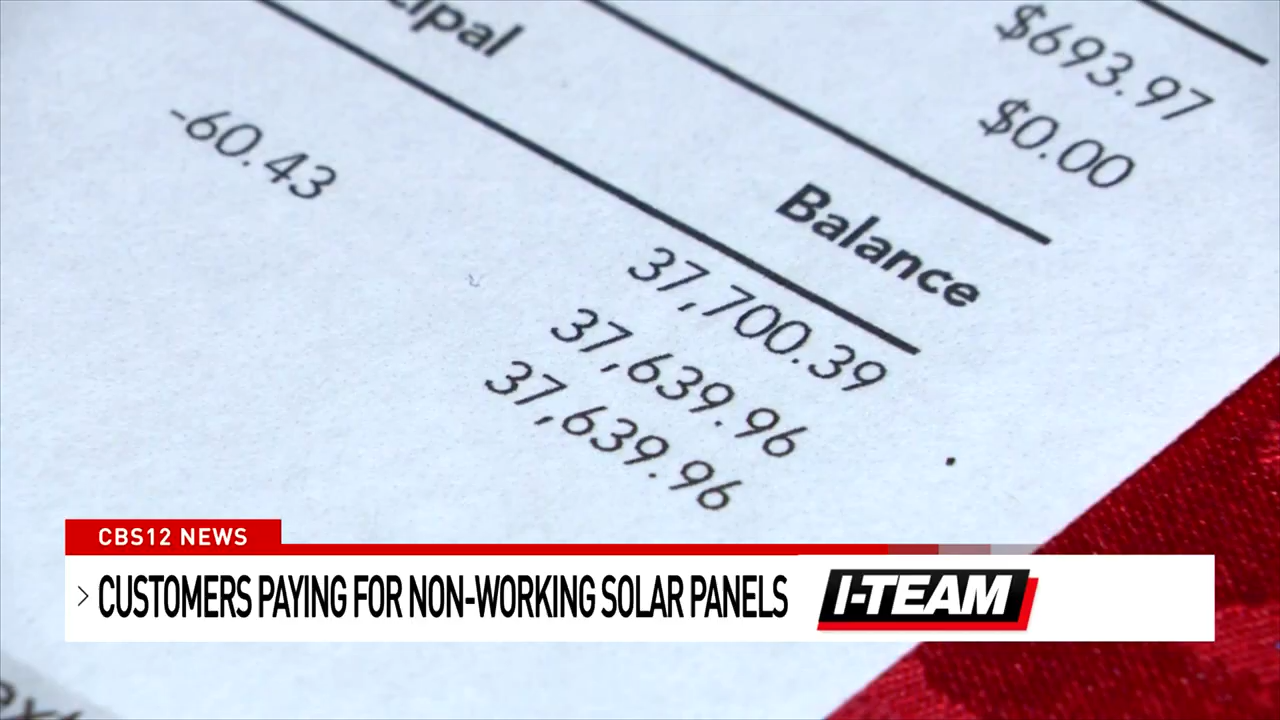 $693.97
$0.00
Balance
-60.43
37,700.39
37,639.96
37,639.96
CBS12 NEWS
> CUSTOMERS PAYING FOR NON-WORKING SOLAR PANELS
I-TEAM